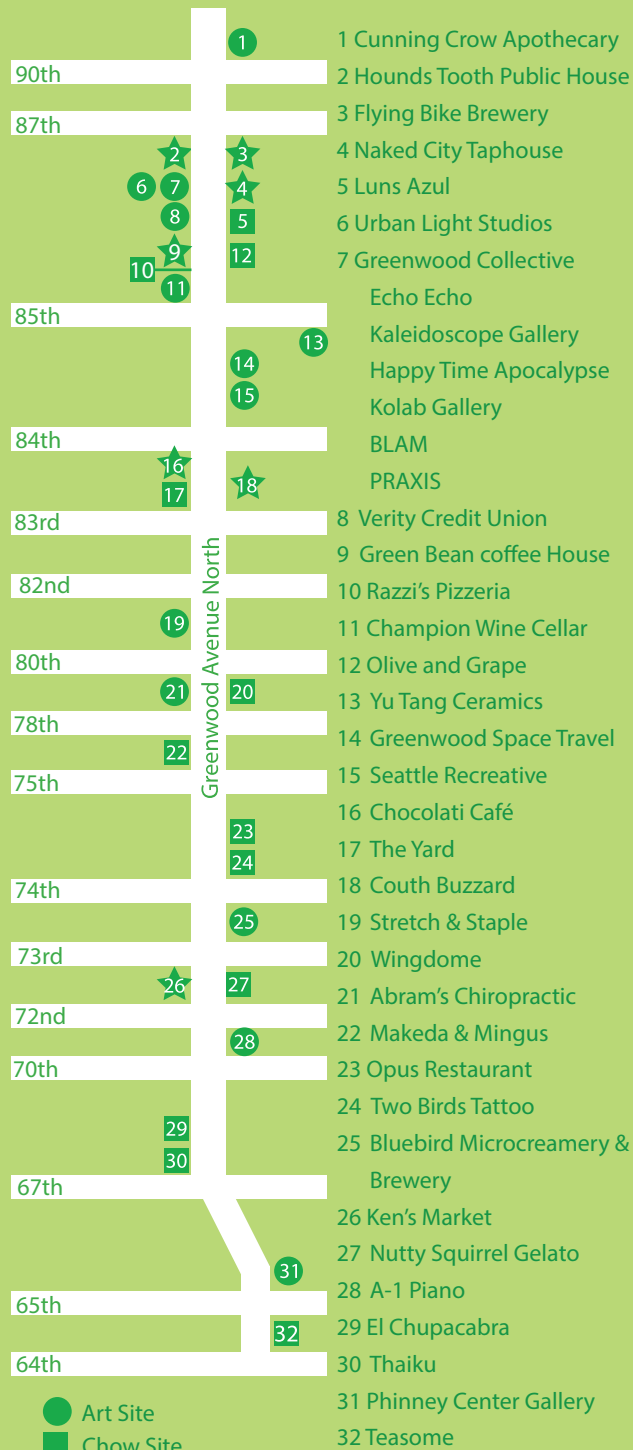 1
90th
87th
2
3
6
7
4
8
5
9
12
10
11
85th
13
14
15
84th
16
18
17
83rd
82nd
19
80th
21
20
78th
22
75th
23
24
74th
25
73rd
26
27
72nd
28
70th
29
30
67th
31
65th
32
64th
Greenwood Avenue North
Art Site
Chow Site
1 Cunning Crow Apothecary
2 Hounds Tooth Public House
3 Flying Bike Brewery
4 Naked City Taphouse
5 Luns Azul
6 Urban Light Studios
7 Greenwood Collective
Echo Echo
Kaleidoscope Gallery
Happy Time Apocalypse
Kolab Gallery
BLAM
PRAXIS
8 Verity Credit Union
9 Green Bean coffee House
10 Razzi's Pizzeria
11 Champion Wine Cellar
12 Olive and Grape
13 Yu Tang Ceramics
14 Greenwood Space Travel
15 Seattle Recreative
16 Chocolati Café
17 The Yard
18 Couth Buzzard
19 Stretch & Staple
20 Wingdome
21 Abram's Chiropractic
22 Makeda & Mingus
23 Opus Restaurant
24 Two Birds Tattoo
25 Bluebird Microcreamery &
Brewery
26 Ken's Market
27 Nutty Squirrel Gelato
28 A-1 Piano
29 El Chupacabra
30 Thaiku
31 Phinney Center Gallery
32 Teasome